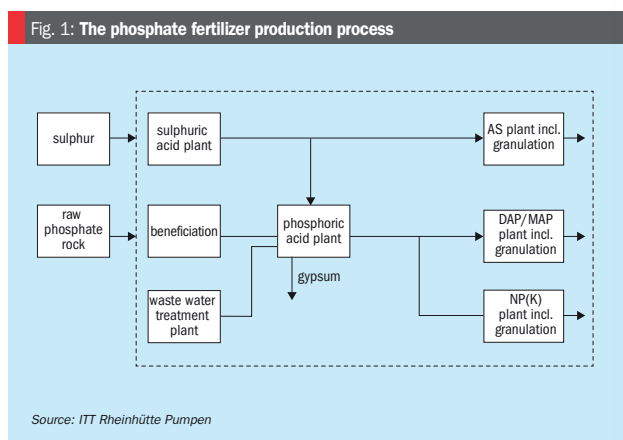 Fig. 1: The phosphate fertilizer production process
sulphur
sulphuric
acid plant
AS plant incl.
granulation
raw
phosphate
rock
beneficiation
phosphoric
acid plant
DAP/MAP
plant incl.
granulation
gypsum
waste water
treatment
plant
NP(K)
plant incl.
granulation
Source: ITT Rheinhütte Pumpen